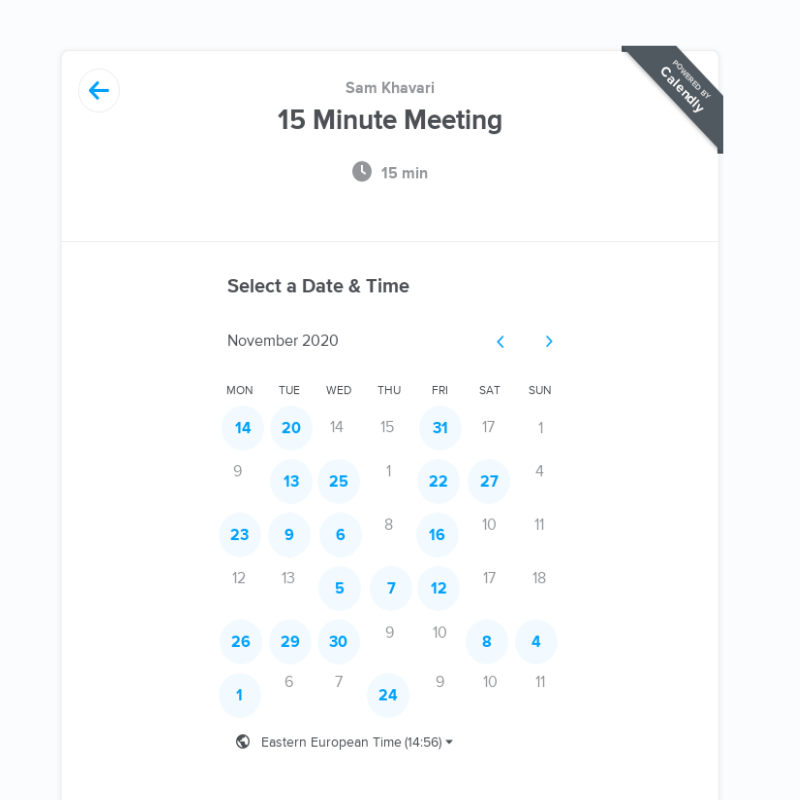 POWERED BY
Calendly
Sam Khavari
15 Minute Meeting
15 min
Select a Date & Time
November 2020
MON TUE WED THU FRI SAT SUN
14 20 14 15 31 17 1
9 13 25 1 22 27 4
23 9 6 8 16 10 11
12 13 5 7 12 17 18
26 29 30 9 10 8 4
1 6 7 24 9 10 11
Eastern European Time (14:56)